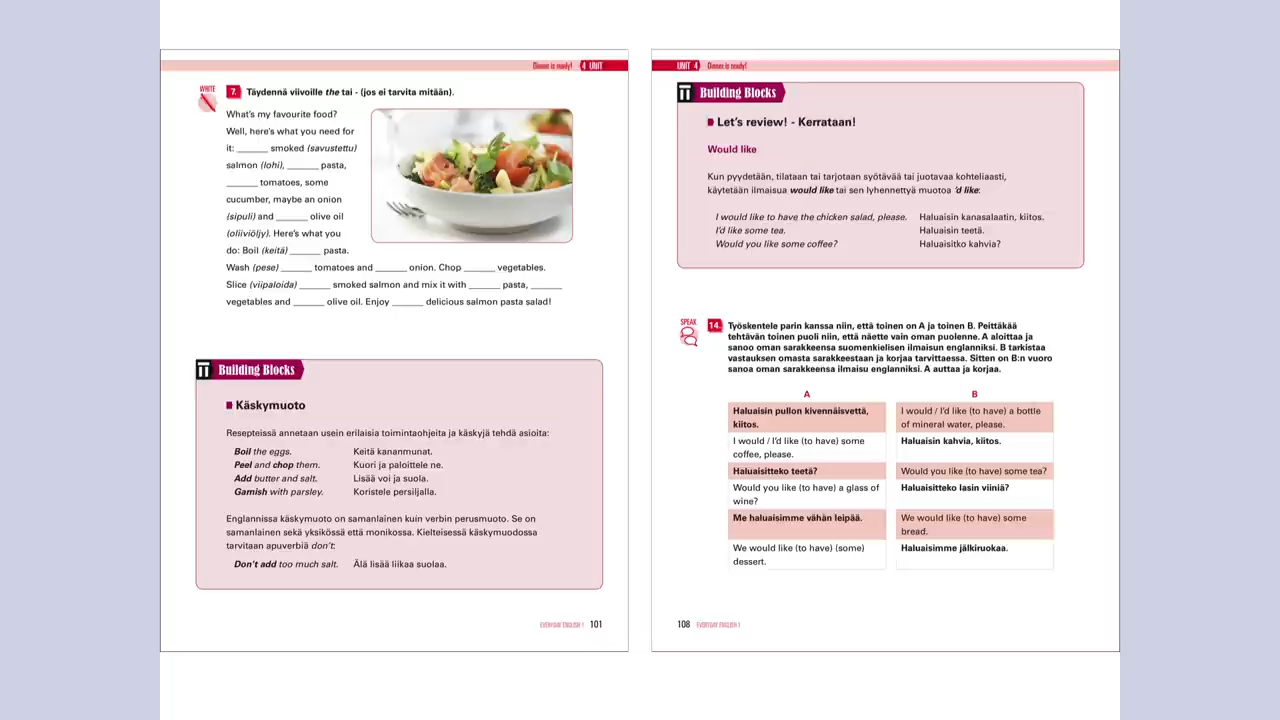 Dinner is ready! 4 UNIT
WRITE
7. Täydennä viivoille the tai - (jos ei tarvita mitään).
What's my favourite food?
Well, here's what you need for
it: _______ smoked (savustettu)
salmon (lohi), _______ pasta,
_______ tomatoes, some
cucumber, maybe an onion
(sipuli) and _______ olive oil
(oliiviöljy). Here's what you
do: Boil (keitä) _______ pasta.
Wash (pese) _______ tomatoes and _______ onion. Chop _______ vegetables.
Slice (viipaloida) _______ smoked salmon and mix it with _______ pasta, _______
vegetables and _______ olive oil. Enjoy _______ delicious salmon pasta salad!
Building Blocks
Käskymuoto
Resepteissä annetaan usein erilaisia toimintaohjeita ja käskyjä tehdä asioita:
Boil the eggs. Keitä kananmunat.
Peel and chop them. Kuori ja paloittele ne.
Add butter and salt. Lisää voi ja suola.
Garnish with parsley. Koristele persiljalla.
Englannissa käskymuoto on samanlainen kuin verbin perusmuoto. Se on
samanlainen sekä yksikössä että monikossa. Kielteisessä käskymuodossa
tarvitaan apuverbiä don't:
Don't add too much salt. Älä lisää liikaa suolaa.
EVERYDAY ENGLISH 1 101
UNIT 4 Dinner is ready!
Building Blocks
Let's review! - Kerrataan!
Would like
Kun pyydetään, tilataan tai tarjotaan syötävää tai juotavaa kohteliaasti,
käytetään ilmaisua would like tai sen lyhennettyä muotoa 'd like:
I would like to have the chicken salad, please. Haluaisin kanasalaatin, kiitos.
I'd like some tea. Haluaisin teetä.
Would you like some coffee? Haluaisitko kahvia?
SPEAK
14. Työskentele parin kanssa niin, että toinen on A ja toinen B. Peittäkää
tehtävän toinen puoli niin, että näette vain oman puolenne. A aloittaa ja
sanoo oman sarakkeensa suomenkielisen ilmaisun englanniksi. B tarkistaa
vastauksen omasta sarakkeestaan ja korjaa tarvittaessa. Sitten on B:n vuoro
sanoa oman sarakkeensa ilmaisu englanniksi. A auttaa ja korjaa.
A B
Haluaisin pullon kivennäisvettä, I would / I'd like (to have) a bottle
kiitos. of mineral water, please.
I would / I'd like (to have) some Haluaisin kahvia, kiitos.
coffee, please.
Haluaisitteko teetä? Would you like (to have) some tea?
Would you like (to have) a glass of Haluaisitteko lasin viiniä?
wine?
Me haluaisimme vähän leipää. We would like (to have) some
bread.
We would like (to have) (some) Haluaisimme jälkiruokaa.
dessert.
108 EVERYDAY ENGLISH 1